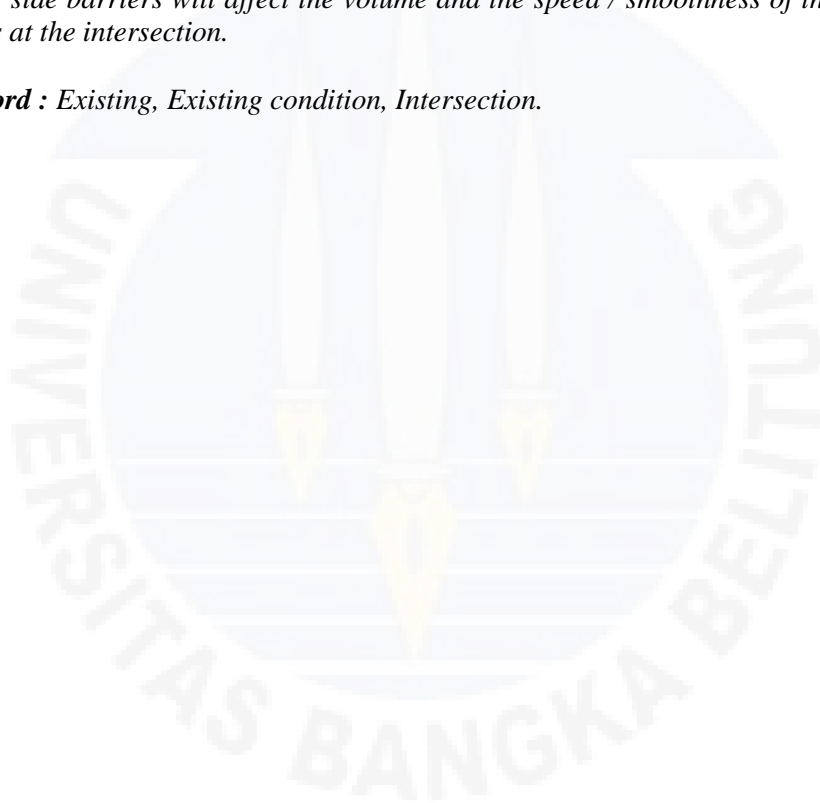 side barriers will affect the volume and the speed / smoothness of
at the intersection.
ord : Existing, Existing condition, Intersection.
UNIVERSITAS BANGKA BELITUNG